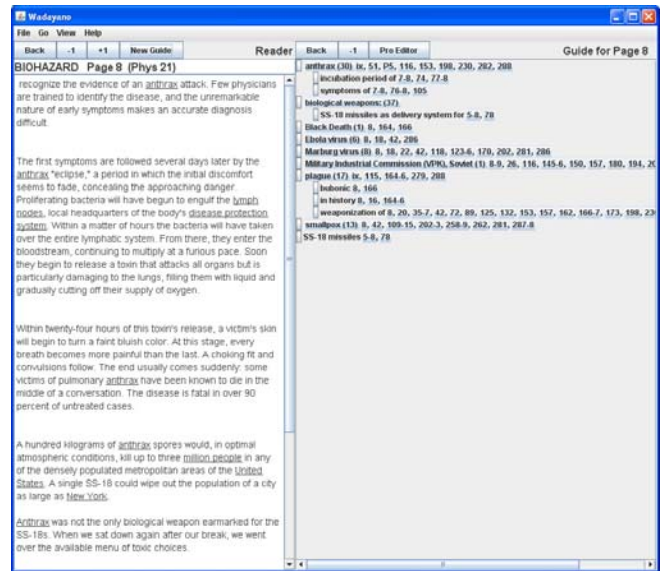 Wadayano
File Go View Help
Back -1 +1 New Guide Reader
BIOHAZARD Page 8 (Phys 21)
recognize the evidence of an anthrax attack. Few physicians
are trained to identify the disease, and the unremarkable
nature of early symptoms makes an accurate diagnosis
difficult.
The first symptoms are followed several days later by the
anthrax "eclipse," a period in which the initial discomfort
seems to fade, concealing the approaching danger.
Proliferating bacteria will have begun to engulf the lymph
nodes, local headquarters of the body's disease protection
system. Within a matter of hours the bacteria will have taken
over the entire lymphatic system. From there, they enter the
bloodstream, continuing to multiply at a furious pace. Soon
they begin to release a toxin that attacks all organs but is
particularly damaging to the lungs, filling them with liquid and
gradually cutting off their supply of oxygen.
Within twenty-four hours of this toxin's release, a victim's skin
will begin to turn a faint bluish color. At this stage, every
breath becomes more painful than the last. A choking fit and
convulsions follow. The end usually comes suddenly: some
victims of pulmonary anthrax have been known to die in the
middle of a conversation. The disease is fatal in over 90
percent of untreated cases.
A hundred kilograms of anthrax spores would, in optimal
atmospheric conditions, kill up to three million people in any
of the densely populated metropolitan areas of the United
States. A single SS-18 could wipe out the population of a city
as large as New York.
Anthrax was not the only biological weapon earmarked for the
SS-18s. When we sat down again after our break, we went
over the available menu of toxic choices.
Back -1 Pro Editor Guide for Page 8
anthrax (30) ix, 51, P5, 116, 153, 198, 230, 282, 288
incubation period of 7-8, 74, 77-8
symptoms of 7-8, 76-8, 105
biological weapons: (37)
SS-18 missiles as delivery system for 5-8, 78
Black Death (1) 8, 164, 166
Ebola virus (6) 8, 18, 42, 286
Marburg virus (8) 8, 18, 22, 42, 118, 123-6, 170, 202, 281, 286
Military Industrial Commission (VPK), Soviet (1) 8-9, 26, 116, 145-6, 150, 157, 180, 194, 20
plague (17) ix, 115, 164-6, 279, 288
bubonic 8, 166
in history 8, 16, 164-6
weaponization of 8, 20, 35-7, 42, 72, 89, 125, 132, 153, 157, 162, 166-7, 173, 198, 23
smallpox (13) 8, 42, 109-15, 202-3, 258-9, 262, 281, 287-8
SS-18 missiles 5-8, 78